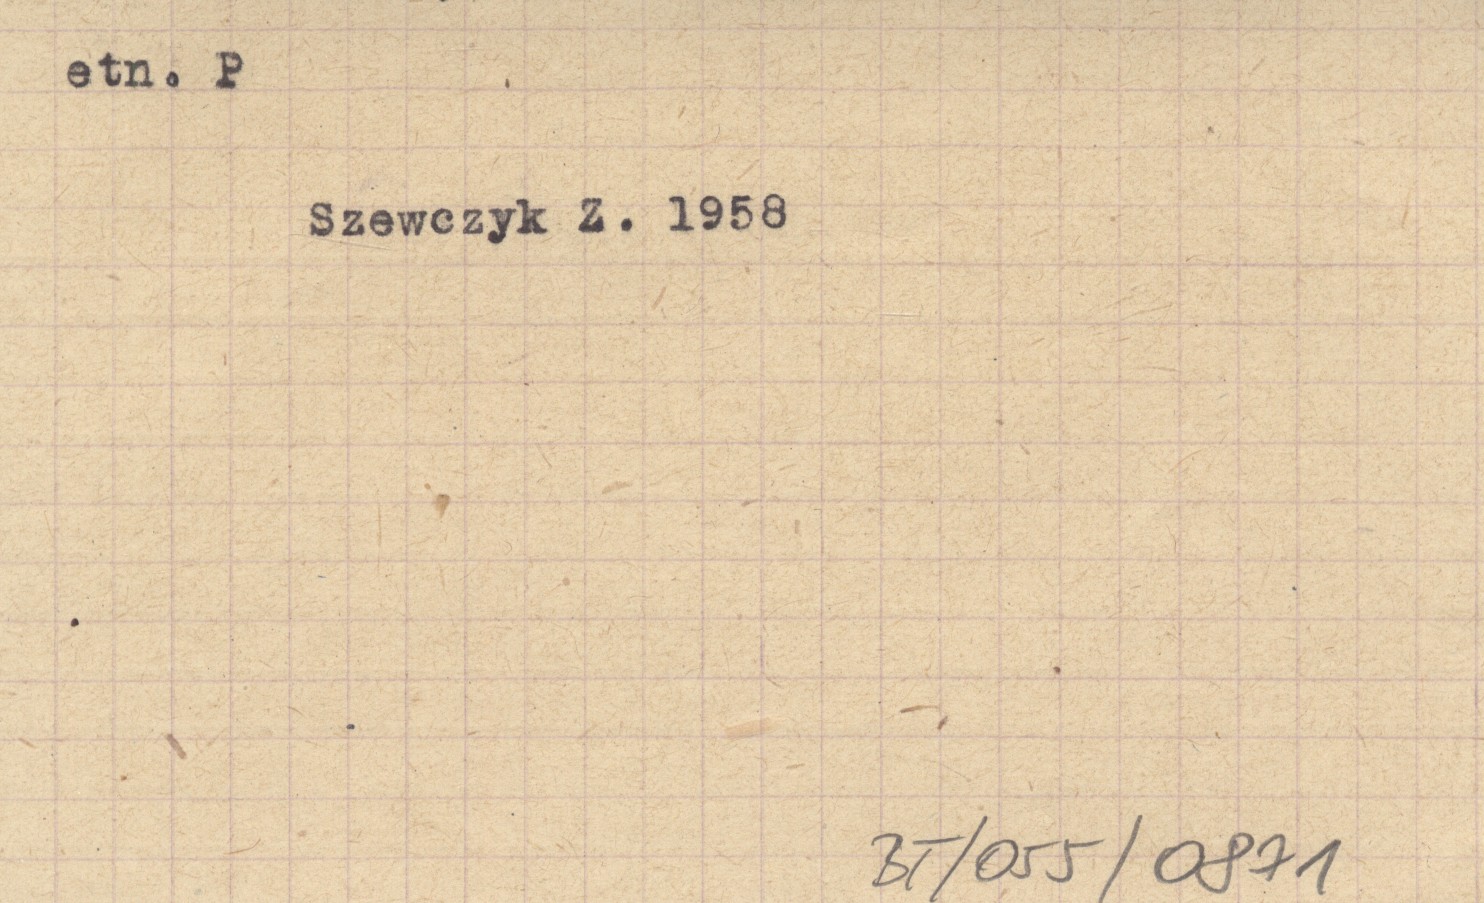 etn. P
Szewczyk Z. 1958
BT/055/0871